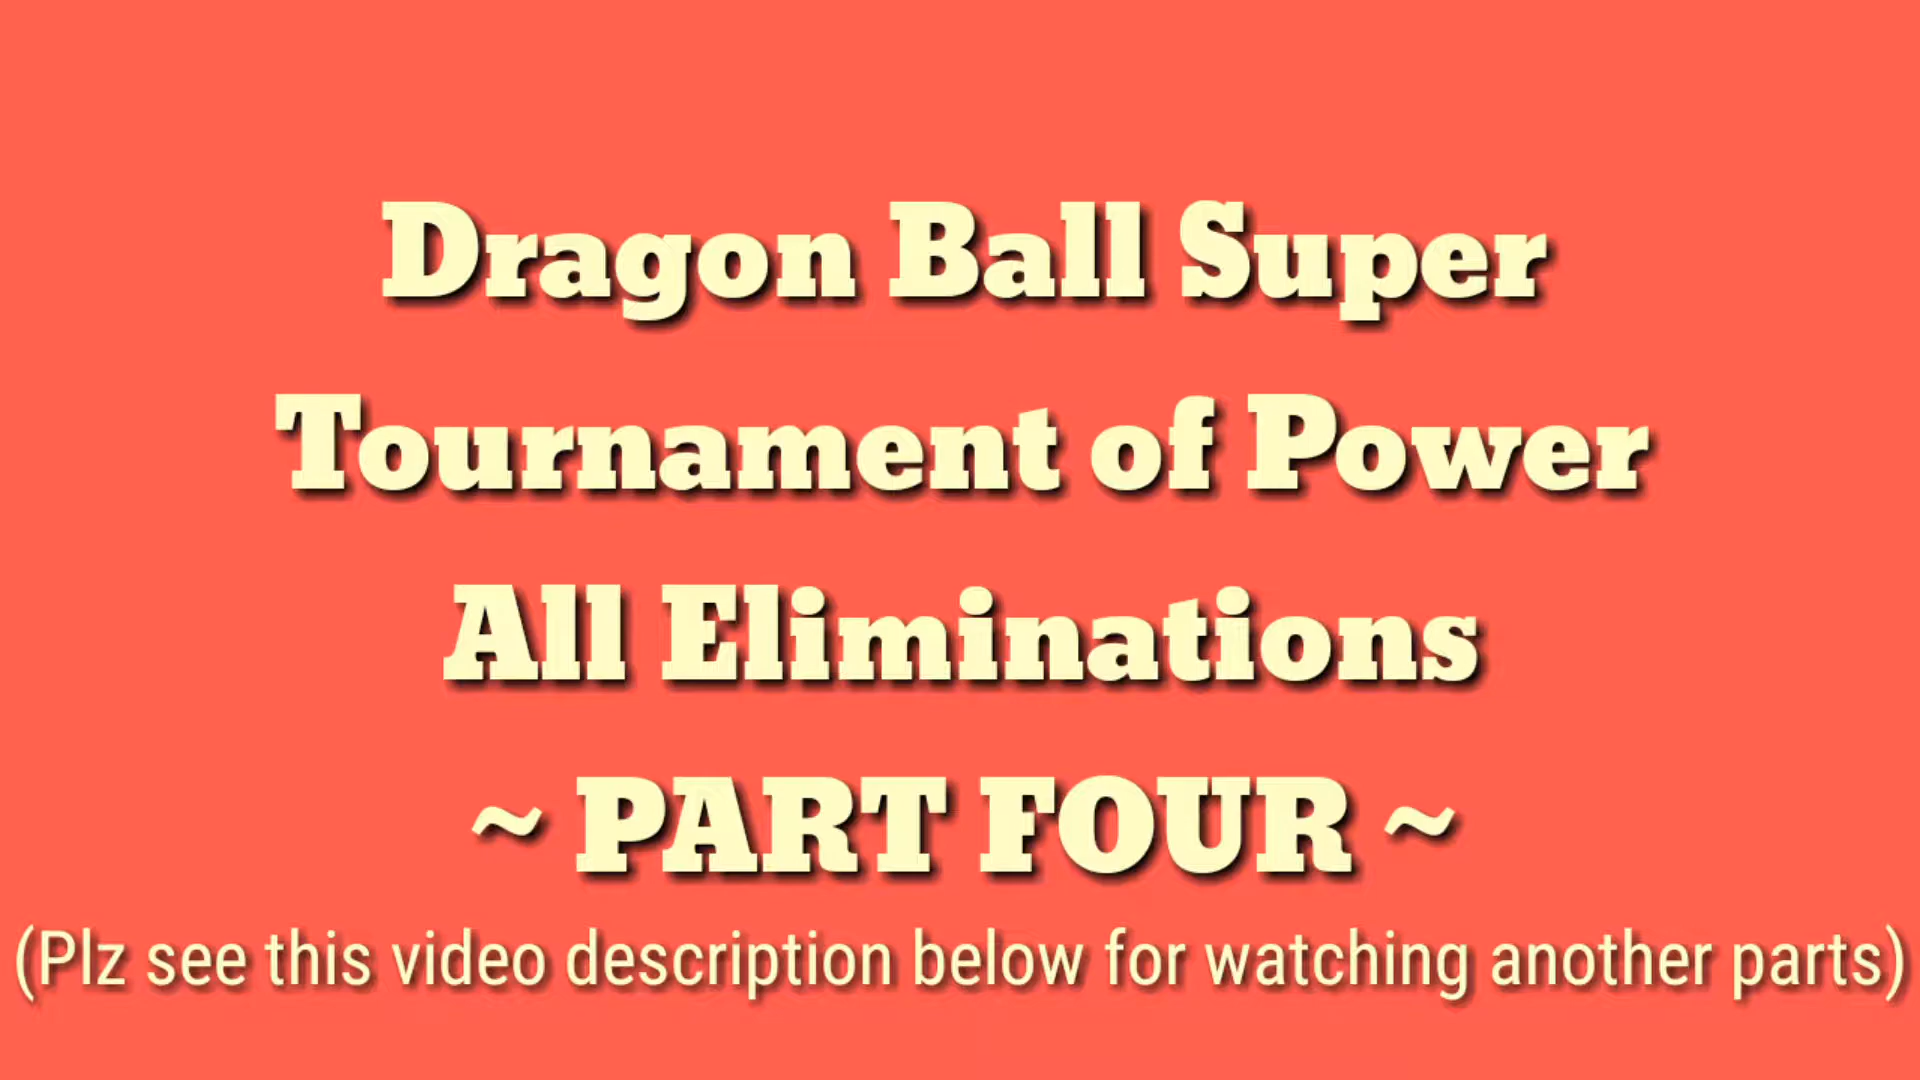 Dragon Ball Super
Tournament of Power
All Eliminations
~ PART FOUR ~
(Plz see this video description below for watching another parts)